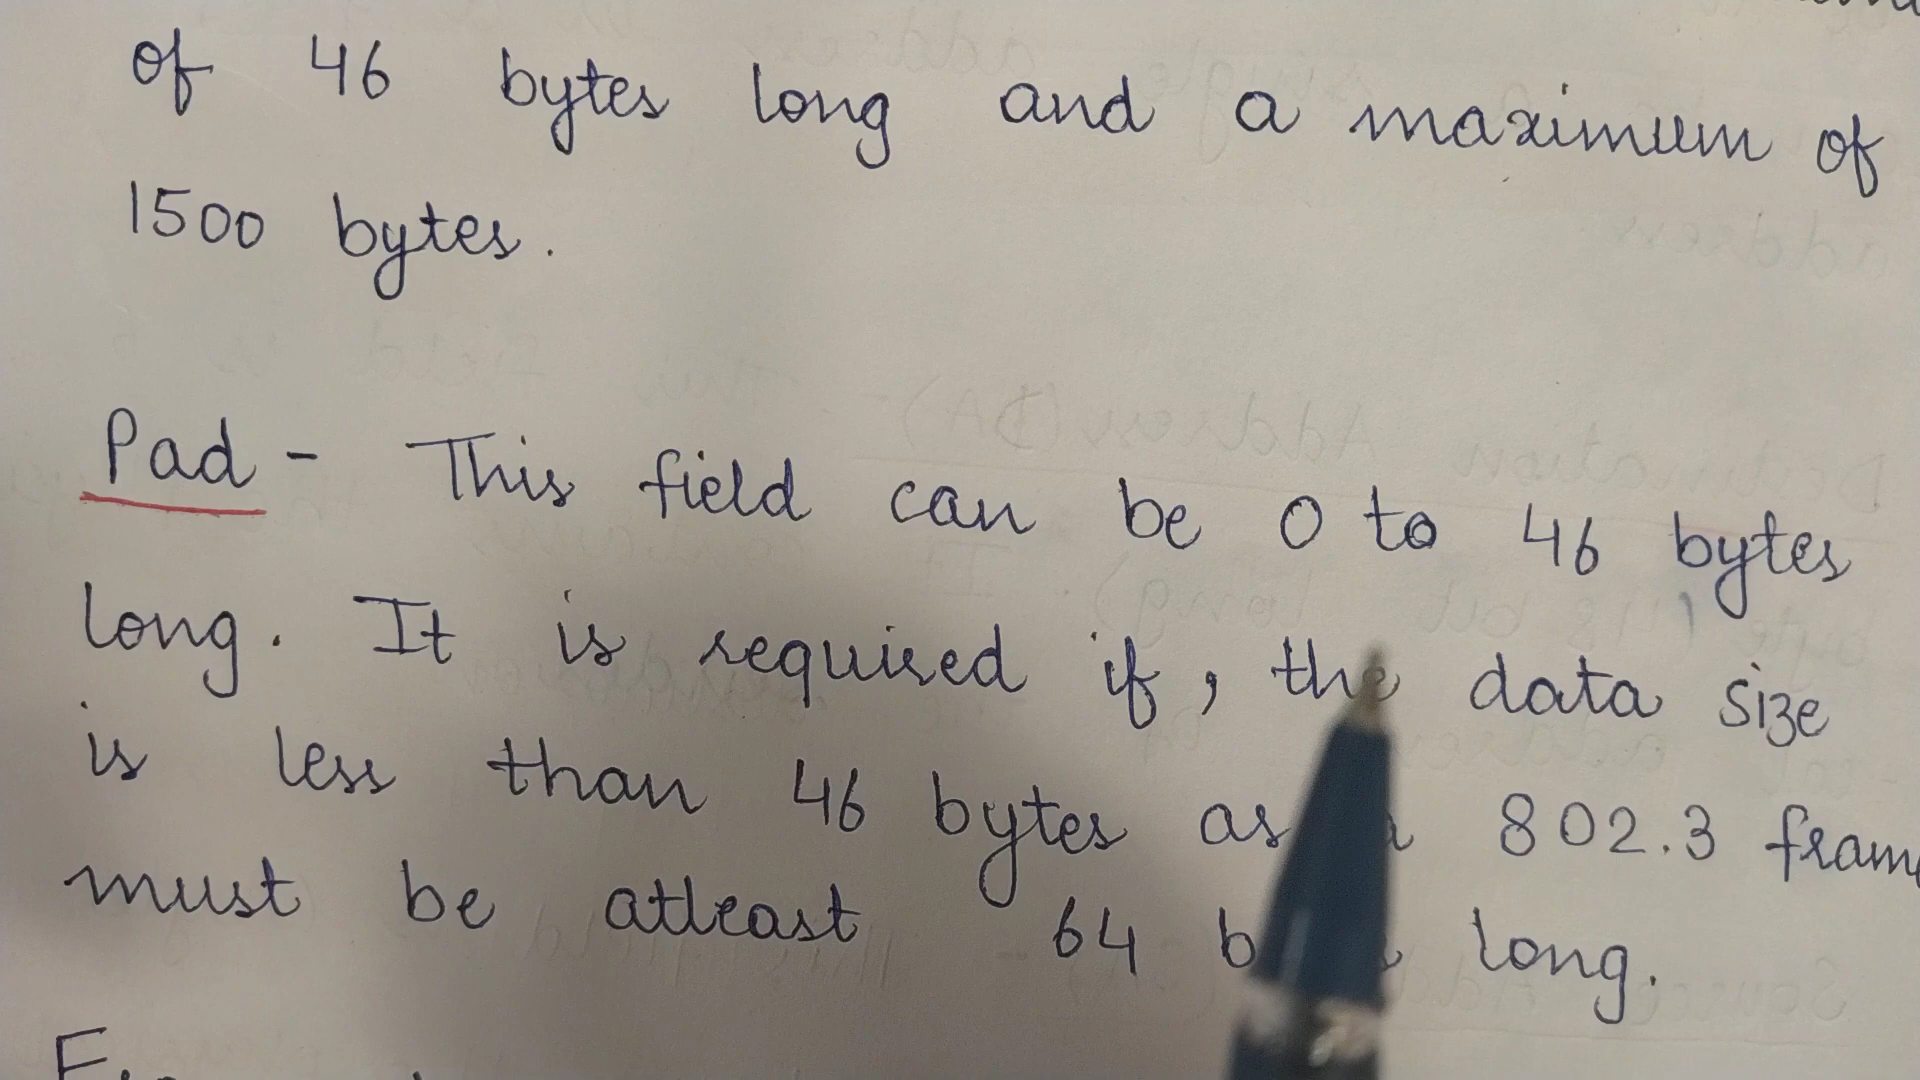 of 46 bytes long and a maximum of
1500 bytes.
Pad - This field can be 0 to 46 bytes
long. It is required if, the data size
is less than 46 bytes as 802.3
must be atleast 64 long.